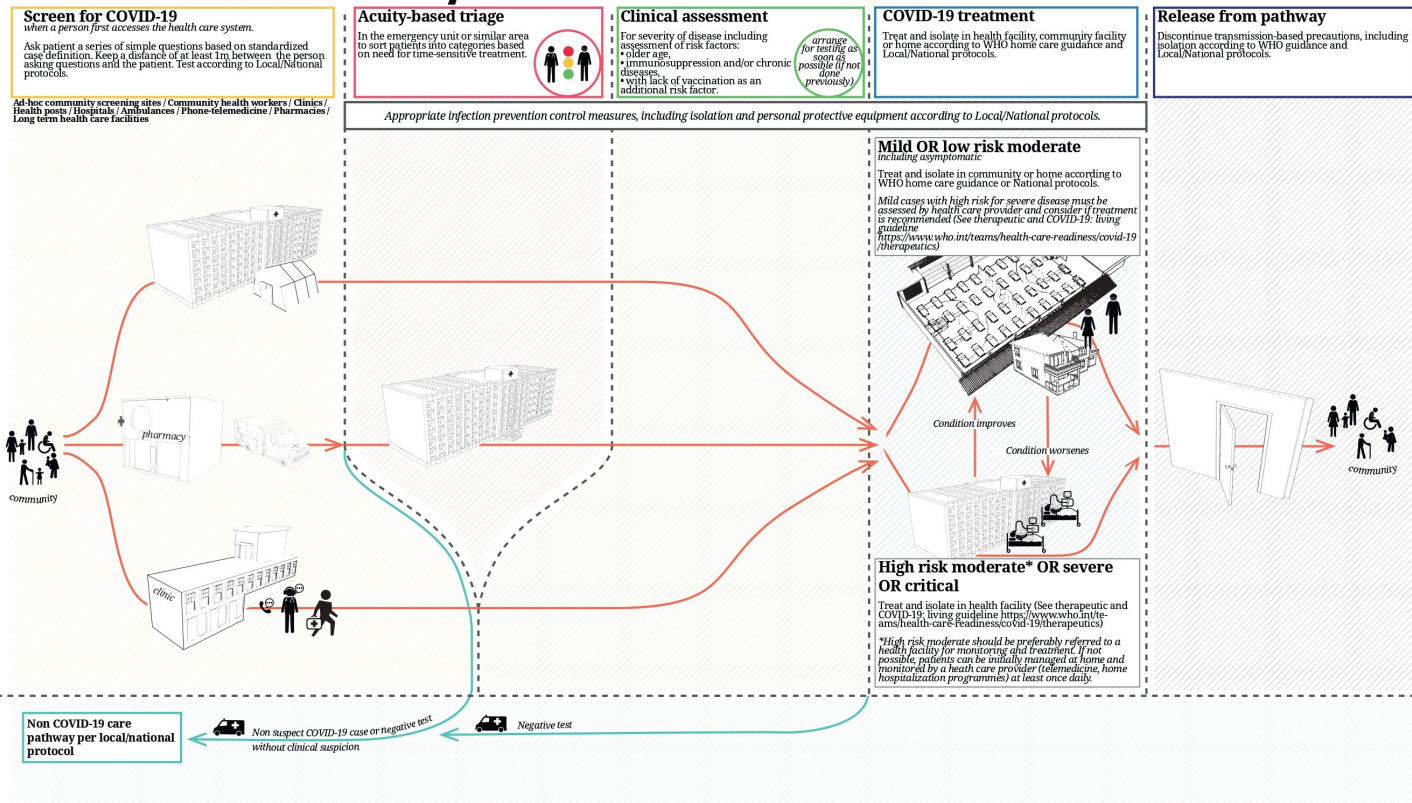 Screen for COVID-19
when a person first accesses the health care system.
Ask patient a series of simple questions based on standardized
case definition. Keep a distance of at least 1m between the person
asking questions and the patient. Test according to Local/National
protocols.
Ad-hoc community screening sites / Community health workers / Clinics /
Health posts / Hospitals / Ambulances / Phone-telemedicine / Pharmacies /
Long term health care facilities
Acuity-based triage
In the emergency unit or similar area
to sort patients into categories based
on need for time-sensitive treatment.
Clinical assessment
For severity of disease including
assessment of risk factors:
• older age,
• immunosuppression and/or chronic
diseases,
• with lack of vaccination as an
additional risk factor.
arrange
for testing as
soon as
possible (if not
done
previously)
COVID-19 treatment
Treat and isolate in health facility, community facility
or home according to WHO home care guidance and
Local/National protocols.
Release from pathway
Discontinue transmission-based precautions, including
isolation according to WHO guidance and
Local/National protocols.
Appropriate infection prevention control measures, including isolation and personal protective equipment according to Local/National protocols.
Mild OR low risk moderate
including asymptomatic
Treat and isolate in community or home according to
WHO home care guidance or National protocols.
Mild cases with high risk for severe disease must be
assessed by health care provider and consider if treatment
is recommended (See therapeutic and COVID-19: living
guideline
https://www.who.int/teams/health-care-readiness/covid-19
/therapeutics)
pharmacy
community
clinic
Condition improves
Condition worsenes
community
High risk moderate* OR severe
OR critical
Treat and isolate in health facility (See therapeutic and
COVID-19: living guideline https://www.who.int/te-
ams/health-care-readiness/covid-19/therapeutics)
*High risk moderate should be preferably referred to a
health facility for monitoring and treatment. If not
possible, patients can be initially managed at home and
monitored by a heath care provider (telemedicine, home
hospitalization programmes) at least once daily.
Non COVID-19 care
pathway per local/national
protocol
Non suspect COVID-19 case or negative test
without clinical suspicion
Negative test